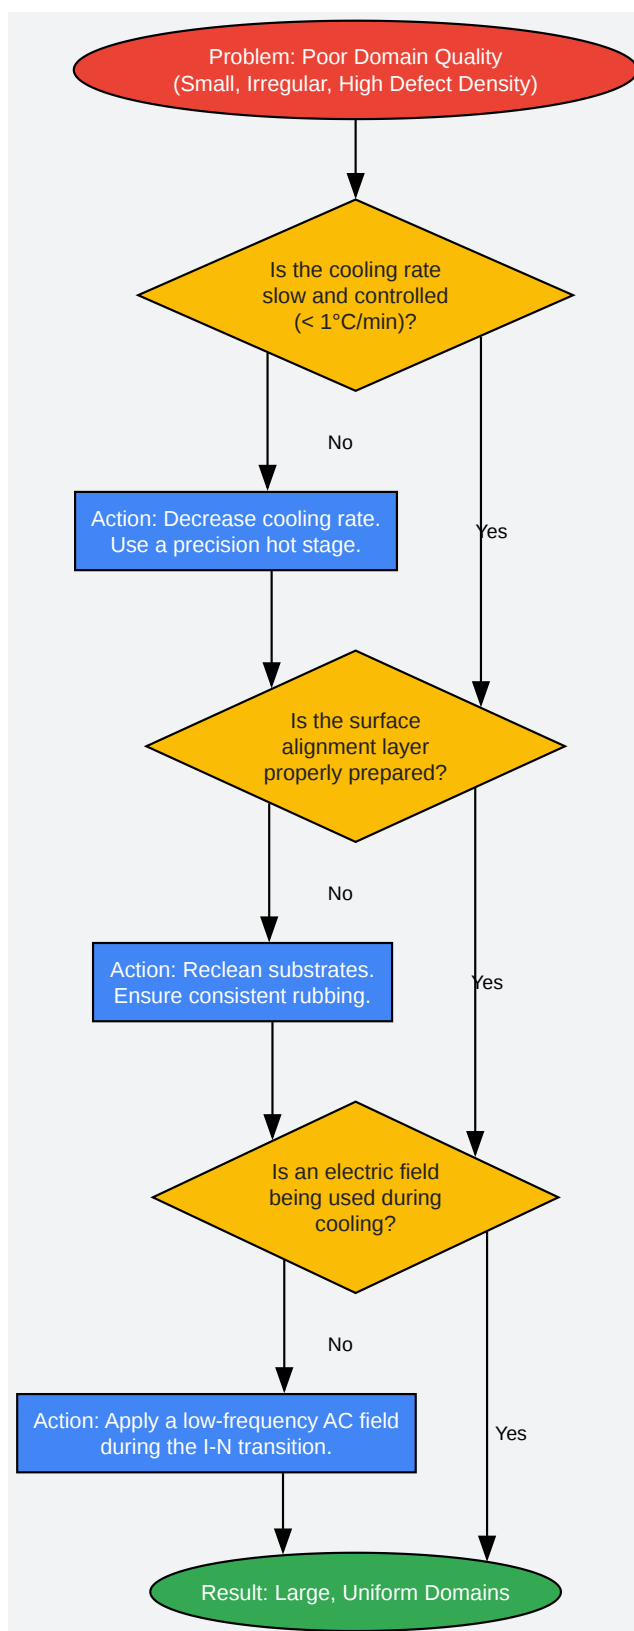 Problem: Poor Domain Quality
(Small, Irregular, High Defect Density)
Is the cooling rate
slow and controlled
(< 1°C/min)?
No
Yes
Action: Decrease cooling rate.
Use a precision hot stage.
Is the surface
alignment layer
properly prepared?
No
Yes
Action: Reclean substrates.
Ensure consistent rubbing.
Is an electric field
being used during
cooling?
No
Yes
Action: Apply a low-frequency AC field
during the I-N transition.
Result: Large, Uniform Domains